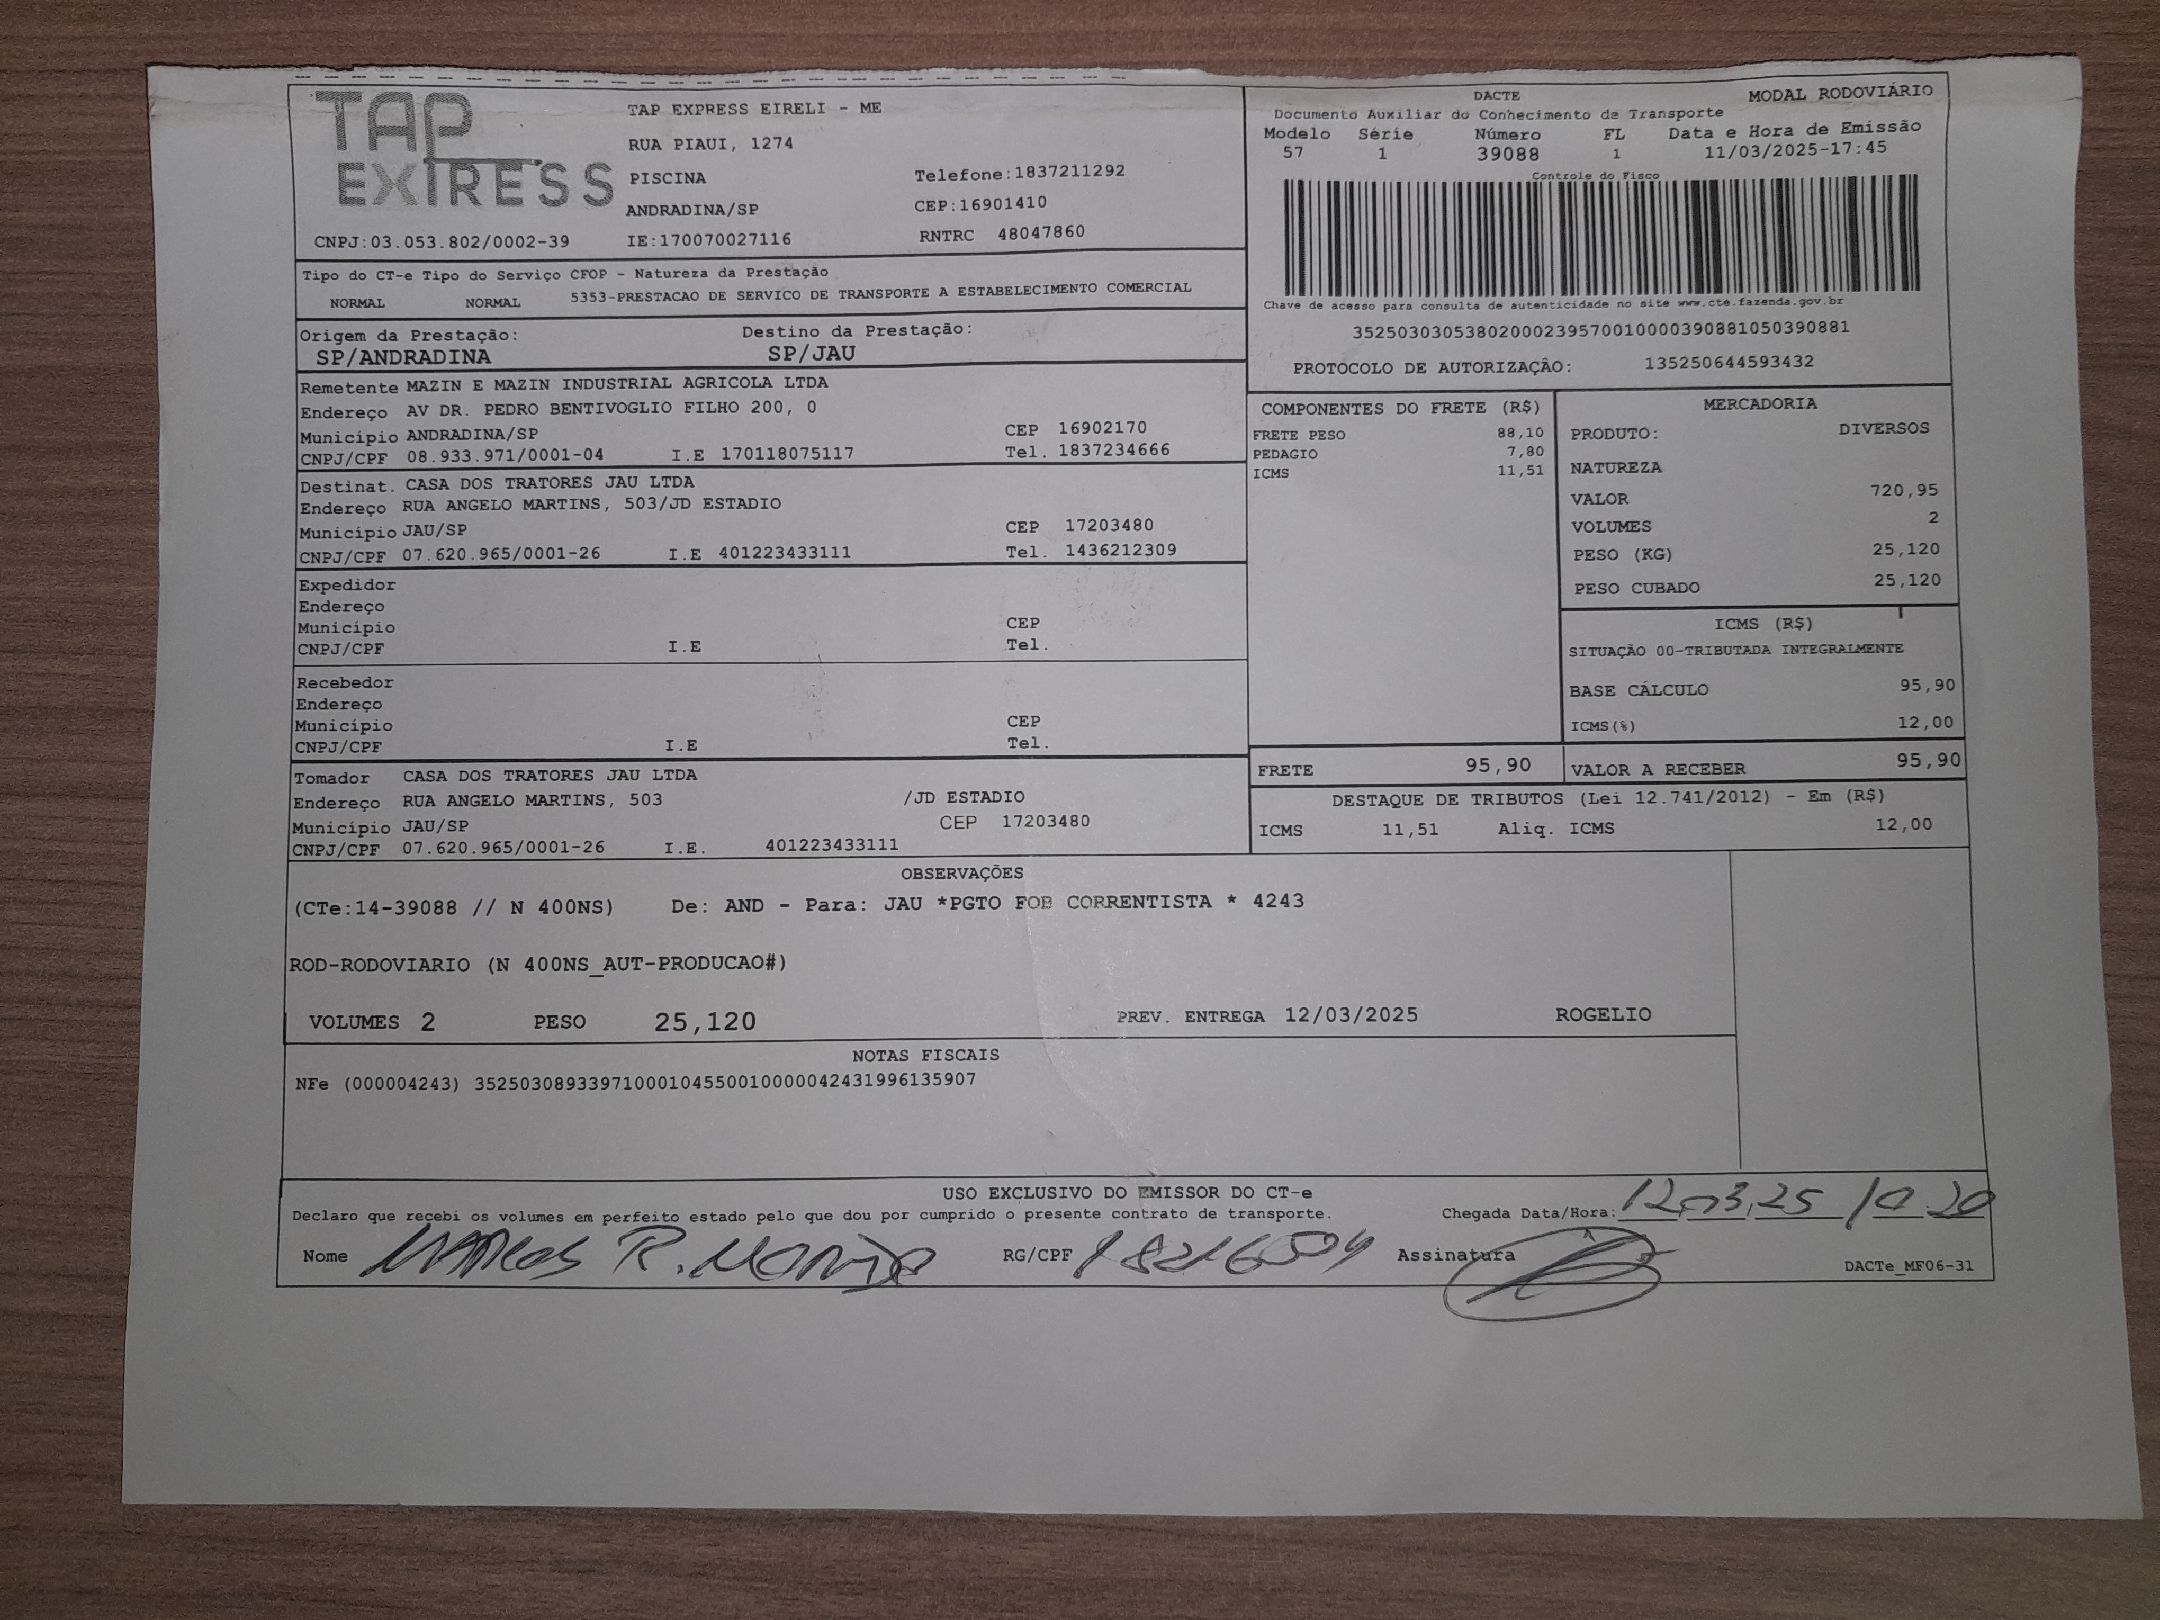 TAP EXPRESS
TAP EXPRESS EIRELI - ME
RUA PIAUI, 1274
PISCINA Telefone:1837211292
ANDRADINA/SP CEP:16901410
CNPJ:03.053.802/0002-39 IE:170070027116 RNTRC 48047860
DACTE MODAL RODOVIÁRIO
Documento Auxiliar do Conhecimento de Transporte
Modelo Série Número FL Data e Hora de Emissão
57 1 39088 1 11/03/2025-17:45
Controle do Fisco
Chave de acesso para consulta de autenticidade no site www.cte.fazenda.gov.br
35250303053802000239570010000390881050390881
PROTOCOLO DE AUTORIZAÇÃO: 135250644593432
Tipo do CT-e Tipo do Serviço CFOP - Natureza da Prestação
NORMAL NORMAL 5353-PRESTACAO DE SERVICO DE TRANSPORTE A ESTABELECIMENTO COMERCIAL
Origem da Prestação: Destino da Prestação:
SP/ANDRADINA SP/JAU
Remetente MAZIN E MAZIN INDUSTRIAL AGRICOLA LTDA
Endereço AV DR. PEDRO BENTIVOGLIO FILHO 200, 0
Município ANDRADINA/SP CEP 16902170
CNPJ/CPF 08.933.971/0001-04 I.E 170118075117 Tel. 1837234666
Destinat. CASA DOS TRATORES JAU LTDA
Endereço RUA ANGELO MARTINS, 503/JD ESTADIO
Município JAU/SP CEP 17203480
CNPJ/CPF 07.620.965/0001-26 I.E 401223433111 Tel. 1436212309
Expedidor
Endereço
Município CEP
CNPJ/CPF I.E Tel.
Recebedor
Endereço
Município CEP
CNPJ/CPF I.E Tel.
Tomador CASA DOS TRATORES JAU LTDA
Endereço RUA ANGELO MARTINS, 503 /JD ESTADIO
Município JAU/SP CEP 17203480
CNPJ/CPF 07.620.965/0001-26 I.E. 401223433111
COMPONENTES DO FRETE (R$)
FRETE PESO 88,10
PEDAGIO 7,80
ICMS 11,51
MERCADORIA
PRODUTO: DIVERSOS
NATUREZA
VALOR 720,95
VOLUMES 2
PESO (KG) 25,120
PESO CUBADO 25,120
ICMS (R$)
SITUAÇÃO 00-TRIBUTADA INTEGRALMENTE
BASE CÁLCULO 95,90
ICMS(%) 12,00
FRETE 95,90 VALOR A RECEBER 95,90
DESTAQUE DE TRIBUTOS (Lei 12.741/2012) - Em (R$)
ICMS 11,51 Aliq. ICMS 12,00
OBSERVAÇÕES
(CTe:14-39088 // N 400NS) De: AND - Para: JAU *PGTO FOB CORRENTISTA * 4243
ROD-RODOVIARIO (N 400NS_AUT-PRODUCAO#)
VOLUMES 2 PESO 25,120 PREV. ENTREGA 12/03/2025 ROGELIO
NOTAS FISCAIS
NFe (000004243) 35250308933971000104550010000042431996135907
USO EXCLUSIVO DO EMISSOR DO CT-e
Declaro que recebi os volumes em perfeito estado pelo que dou por cumprido o presente contrato de transporte. Chegada Data/Hora: 12,03,25 10 20
Nome MARCOS R. RG/CPF 18216504 Assinatura
DACTe_MF06-31